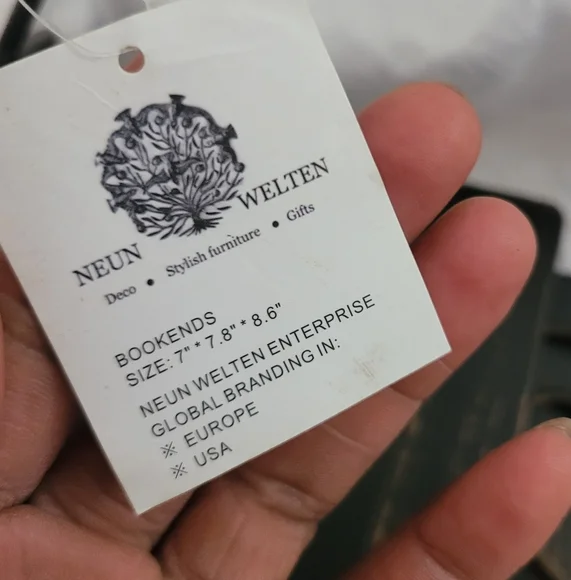 NEUN WELTEN
Deco • Stylish furniture • Gifts
BOOKENDS
SIZE: 7" * 7.8" * 8.6"
NEUN WELTEN ENTERPRISE
GLOBAL BRANDING IN:
※ EUROPE
※ USA